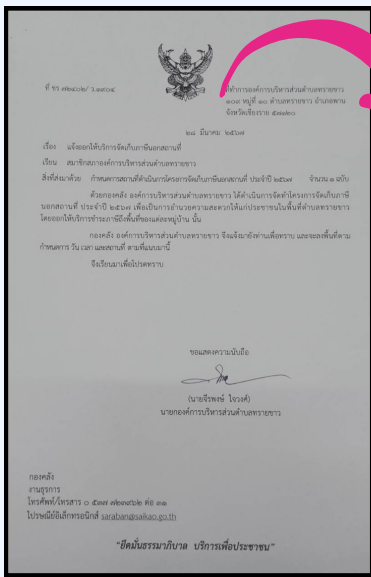 ที่ ชร ๗๒๔๐๒/ ว.๑๙๐๔
ที่ทำการองค์การบริหารส่วนตำบลทรายขาว
๑๐๙ หมู่ที่ ๑๐ ตำบลทรายขาว อำเภอพาน
จังหวัดเชียงราย ๕๗๑๒๐
๒๘ มีนาคม ๒๕๖๗
เรื่อง แจ้งออกให้บริการจัดเก็บภาษีนอกสถานที่
เรียน สมาชิกสภาองค์การบริหารส่วนตำบลทรายขาว
สิ่งที่ส่งมาด้วย กำหนดการสถานที่ดำเนินการโครงการจัดเก็บภาษีนอกสถานที่ ประจำปี ๒๕๖๗ จำนวน ๑ ฉบับ
ด้วยกองคลัง องค์การบริหารส่วนตำบลทรายขาว ได้ดำเนินการจัดทำโครงการจัดเก็บภาษี
นอกสถานที่ ประจำปี ๒๕๖๗ เพื่อเป็นการอำนวยความสะดวกให้แก่ประชาชนในพื้นที่ตำบลทรายขาว
โดยออกให้บริการชำระภาษีถึงพื้นที่ของแต่ละหมู่บ้าน นั้น
กองคลัง องค์การบริหารส่วนตำบลทรายขาว จึงแจ้งมายังท่านเพื่อทราบ และจะลงพื้นที่ตาม
กำหนดการ วัน เวลา และสถานที่ ตามที่แนบมานี้
จึงเรียนมาเพื่อโปรดทราบ
ขอแสดงความนับถือ
(นายจีรพงษ์ ใจวงค์)
นายกองค์การบริหารส่วนตำบลทรายขาว
กองคลัง
งานธุรการ
โทรศัพท์/โทรสาร ๐ ๕๓๗ ๗๒๓๙๖๒ ต่อ ๓๑
ไปรษณีย์อิเล็กทรอนิกส์ saraban@saikao.go.th
"ยึดมั่นธรรมาภิบาล บริการเพื่อประชาชน"